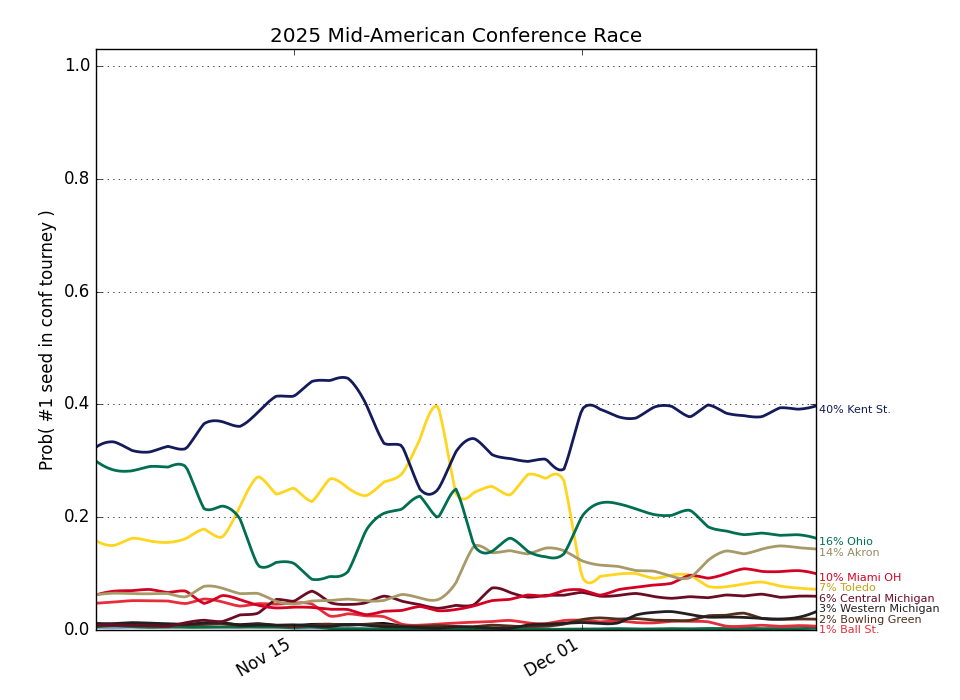 2025 Mid-American Conference Race
Prob( #1 seed in conf tourney )
1.0
0.8
0.6
0.4
0.2
0.0
Nov 15
Dec 01
40% Kent St.
16% Ohio
14% Akron
10% Miami OH
7% Toledo
6% Central Michigan
3% Western Michigan
2% Bowling Green
1% Ball St.